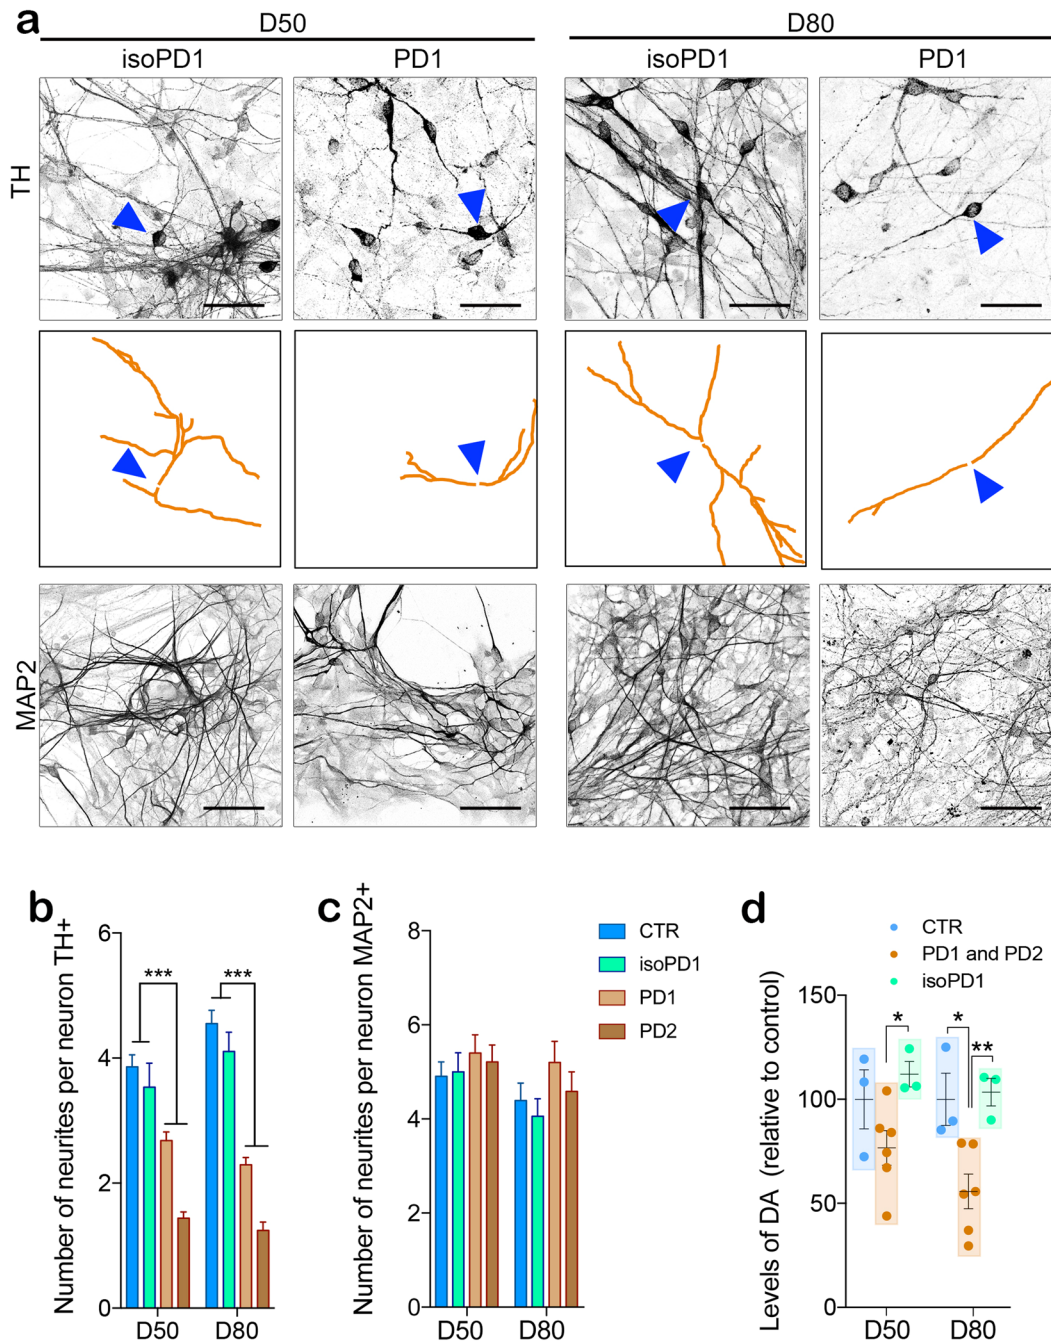 a
D50
D80
isoPD1
PD1
isoPD1
PD1
TH
MAP2
b
Number of neurites per neuron TH+
6
4
2
0
***
***
D50
D80
c
Number of neurites per neuron MAP2+
8
6
4
2
0
D50
D80
CTR
isoPD1
PD1
PD2
d
CTR
PD1 and PD2
isoPD1
Levels of DA (relative to control)
150
100
50
0
*
*
**
D50
D80